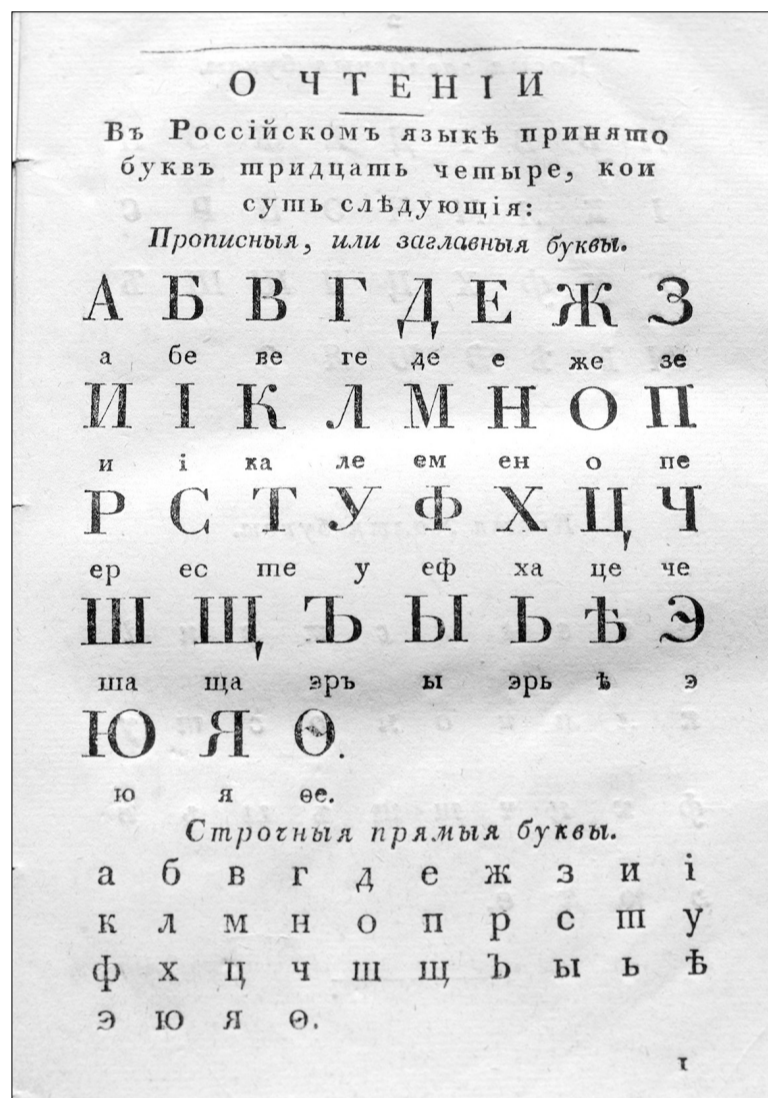 О ЧТЕНІИ
Въ Россійскомъ языкѣ принято
буквъ тридцать четыре, кои
суть слѣдующія:
Прописныя, или заглавныя буквы.
А Б В Г Д Е Ж З
а бе ве ге де е же зе
И І К Л М Н О П
и і ка ле ем ен о пе
Р С Т У Ф Х Ц Ч
ер ес те у еф ха це че
Ш Щ Ъ Ы Ь Ѣ Э
ша ща эръ ы эрь ѣ э
Ю Я Ѳ.
ю я ѳе.
Строчныя прямыя буквы.
а б в г д е ж з и і
к л м н о п р с т у
ф х ц ч ш щ ъ ы ь ѣ
э ю я ѳ.
1